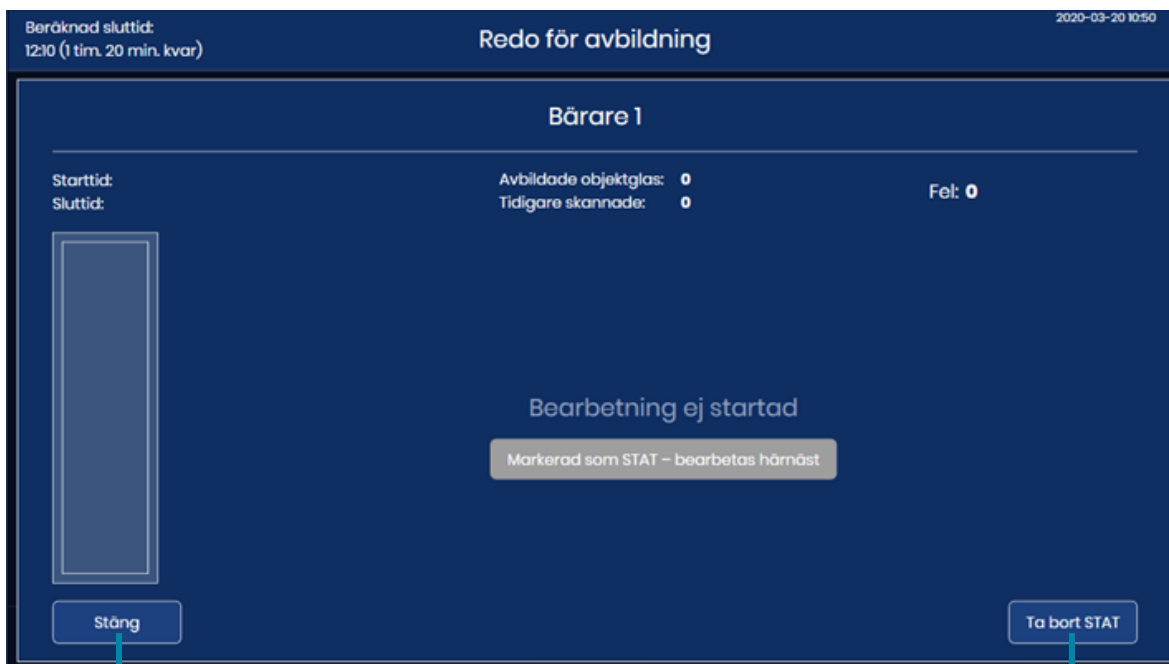 Beräknad sluttid:
12:10 (1 tim. 20 min. kvar)
Redo för avbildning
2020-03-20 10:50
Bärare 1
Starttid:
Sluttid:
Avbildade objektglas: 0
Tidigare skannade: 0
Fel: 0
Bearbetning ej startad
Markerad som STAT – bearbetas härnäst
Stäng
Ta bort STAT